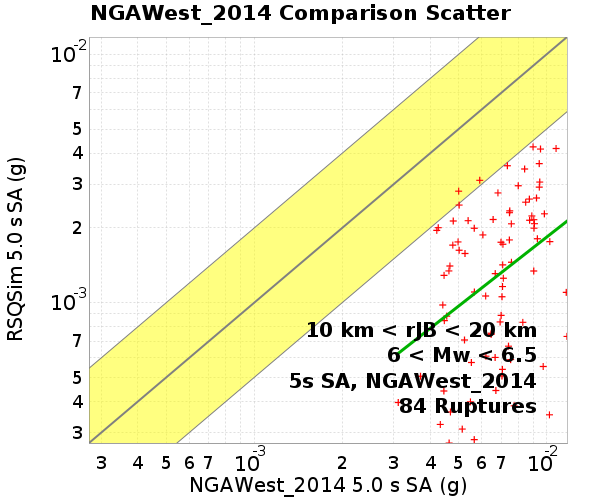 NGAWest_2014 Comparison Scatter
10-2
7
5
4
3
2
10-3
7
5
4
3
RSQSim 5.0 s SA (g)
10 km < rJB < 20 km
6 < Mw < 6.5
5s SA, NGAWest_2014
84 Ruptures
3 4 5 6 7 10-3 2 3 4 5 6 7 10-2
NGAWest_2014 5.0 s SA (g)